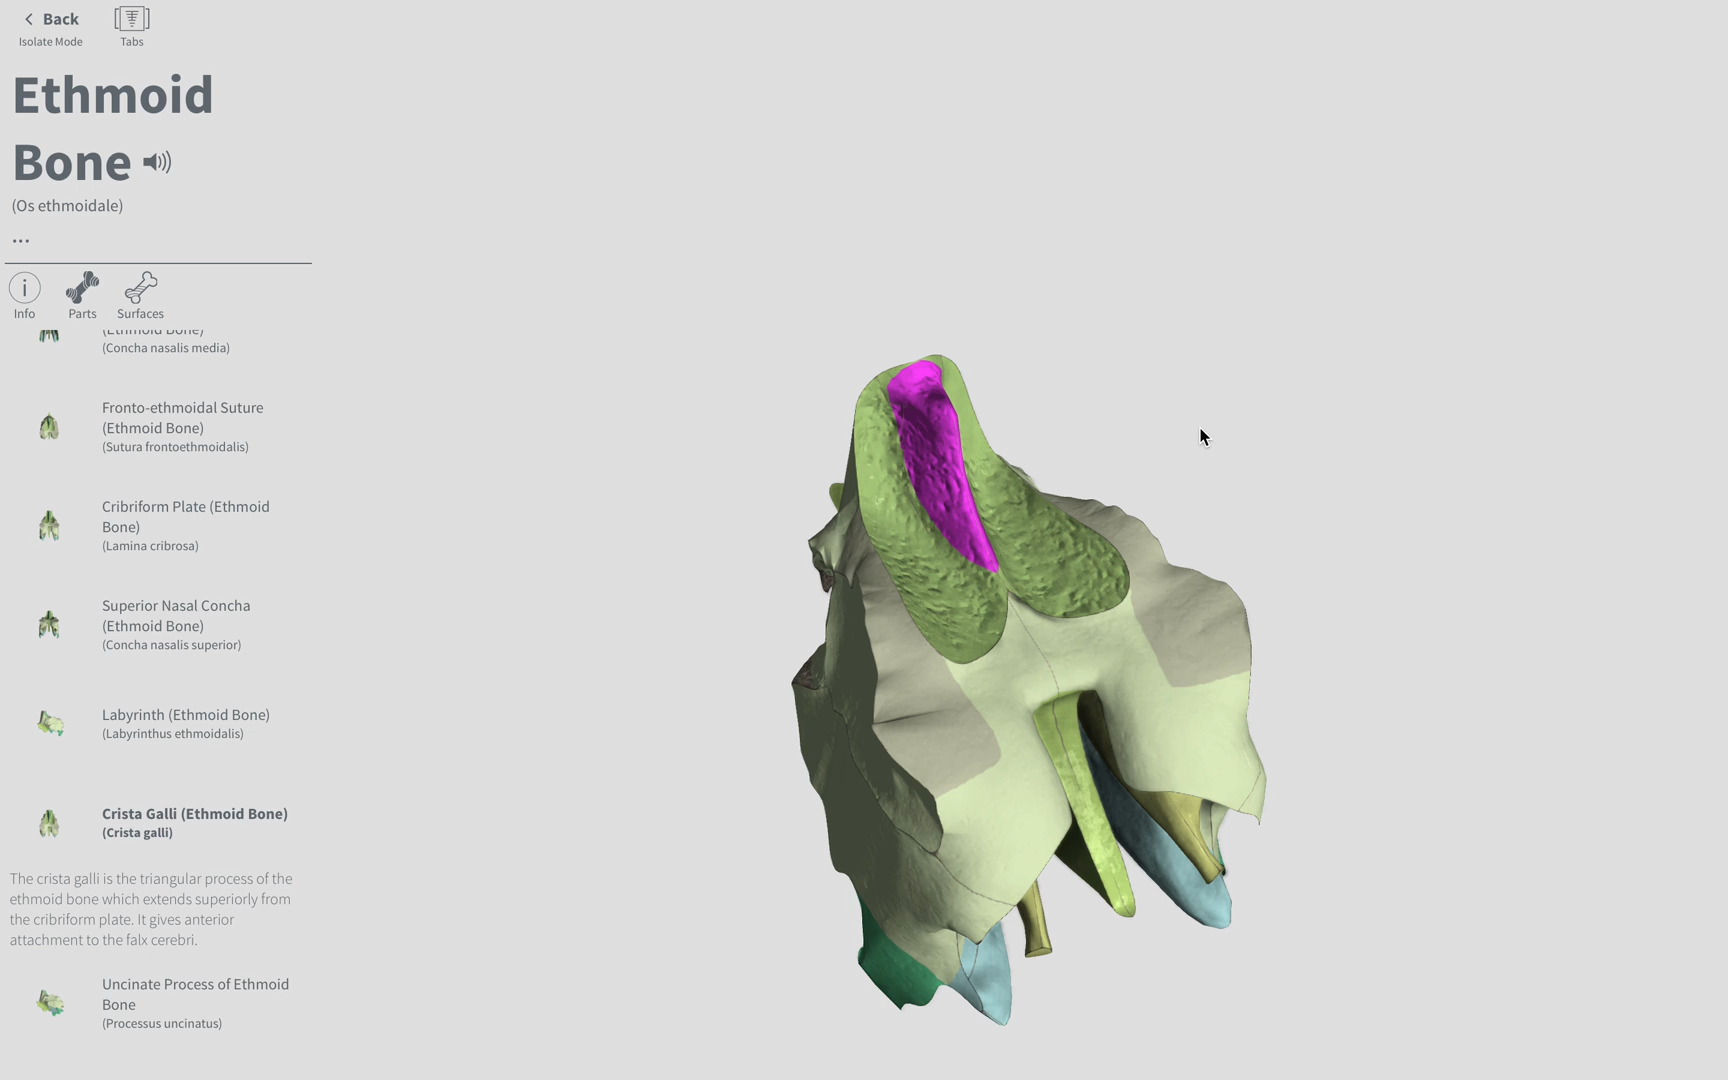 Back
Isolate Mode
Tabs
Ethmoid
Bone
(Os ethmoidale)
...
Info
Parts
Surfaces
(Ethmoid Bone)
(Concha nasalis media)
Fronto-ethmoidal Suture
(Ethmoid Bone)
(Sutura frontoethmoidalis)
Cribriform Plate (Ethmoid
Bone)
(Lamina cribrosa)
Superior Nasal Concha
(Ethmoid Bone)
(Concha nasalis superior)
Labyrinth (Ethmoid Bone)
(Labyrinthus ethmoidalis)
Crista Galli (Ethmoid Bone)
(Crista galli)
The crista galli is the triangular process of the
ethmoid bone which extends superiorly from
the cribriform plate. It gives anterior
attachment to the falx cerebri.
Uncinate Process of Ethmoid
Bone
(Processus uncinatus)